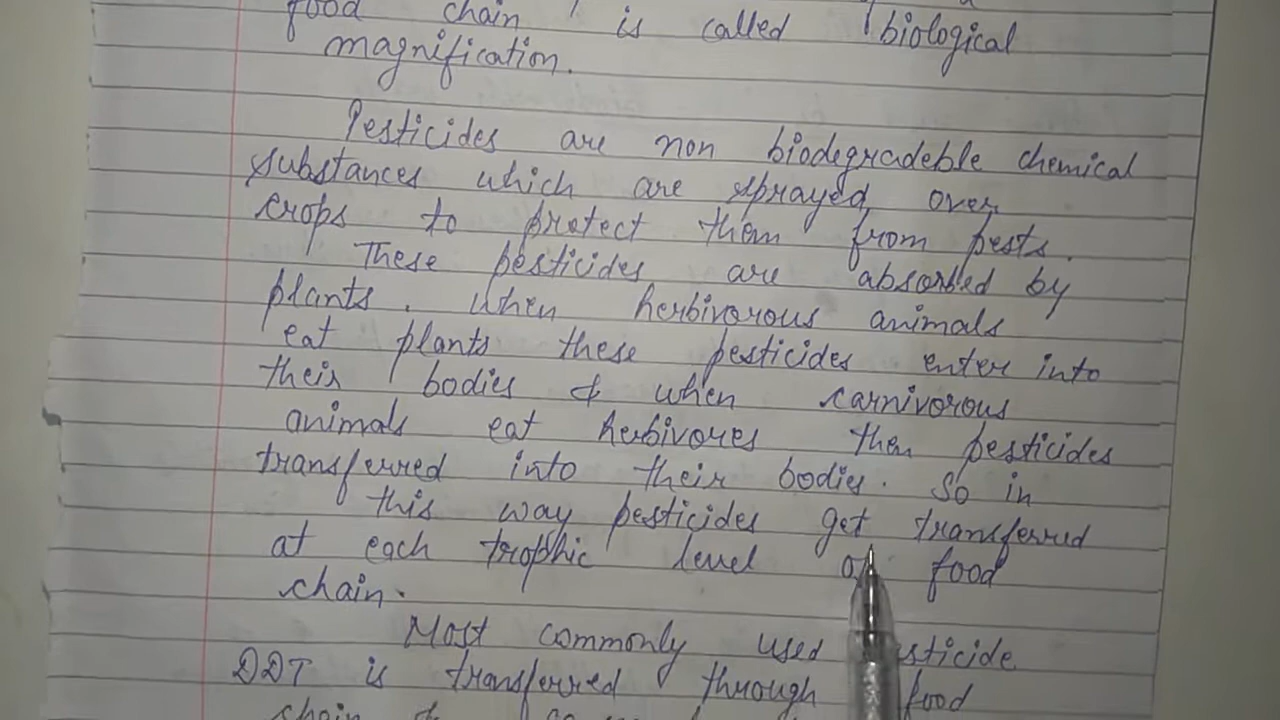 food chain is called biological
magnification.
Pesticides are non biodegradeble chemical
substances which are sprayed over
crops to protect them from pests.
These pesticides are absorbed by
plants. when herbivorous animals
eat plants these pesticides enter into
their bodies & when carnivorous
animals eat herbivores then pesticides
transferred into their bodies. So in
this way pesticides get transferred
at each trophic level of food
chain.
Most commonly used pesticide
DDT is transferred through food
chain